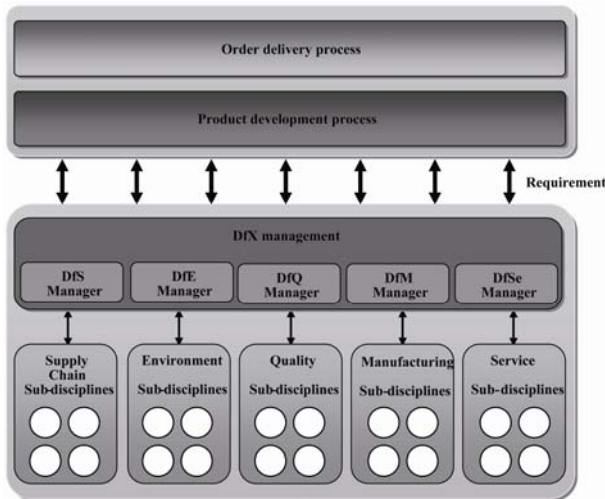 Order delivery process
Product development process
Requirement
DfX management
DfS
Manager
DfE
Manager
DfQ
Manager
DfM
Manager
DfSe
Manager
Supply
Chain
Sub-disciplines
Environment
Sub-disciplines
Quality
Sub-disciplines
Manufacturing
Sub-disciplines
Service
Sub-disciplines